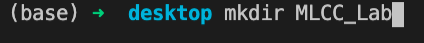 (base) ➜ desktop mkdir MLCC_Lab